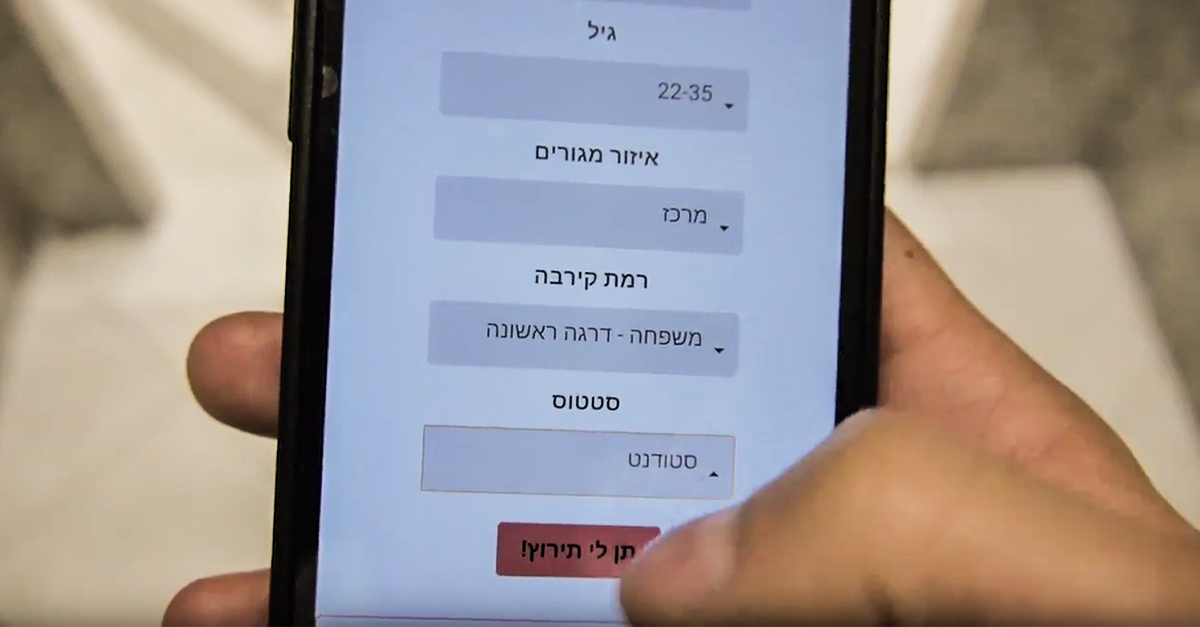 גיל
22-35
איזור מגורים
מרכז
רמת קירבה
משפחה - דרגה ראשונה
סטטוס
סטודנט
תן לי תירוץ!